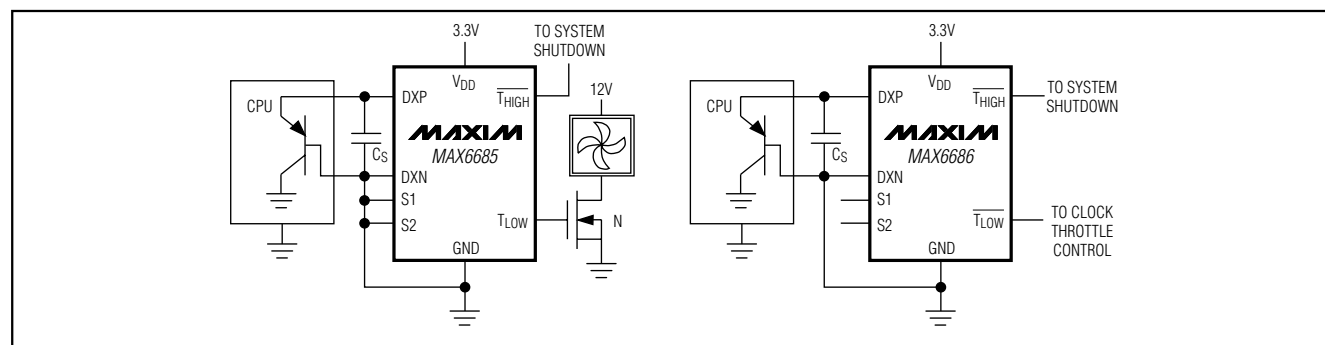 3.3V
TO SYSTEM
SHUTDOWN
VDD
CPU
DXP
THIGH
12V
MAXIM
MAX6685
CS
DXN
S1
S2
TLOW
N
GND
3.3V
VDD
CPU
DXP
THIGH
TO SYSTEM
SHUTDOWN
MAXIM
MAX6686
CS
DXN
S1
S2
TLOW
TO CLOCK
THROTTLE
CONTROL
GND